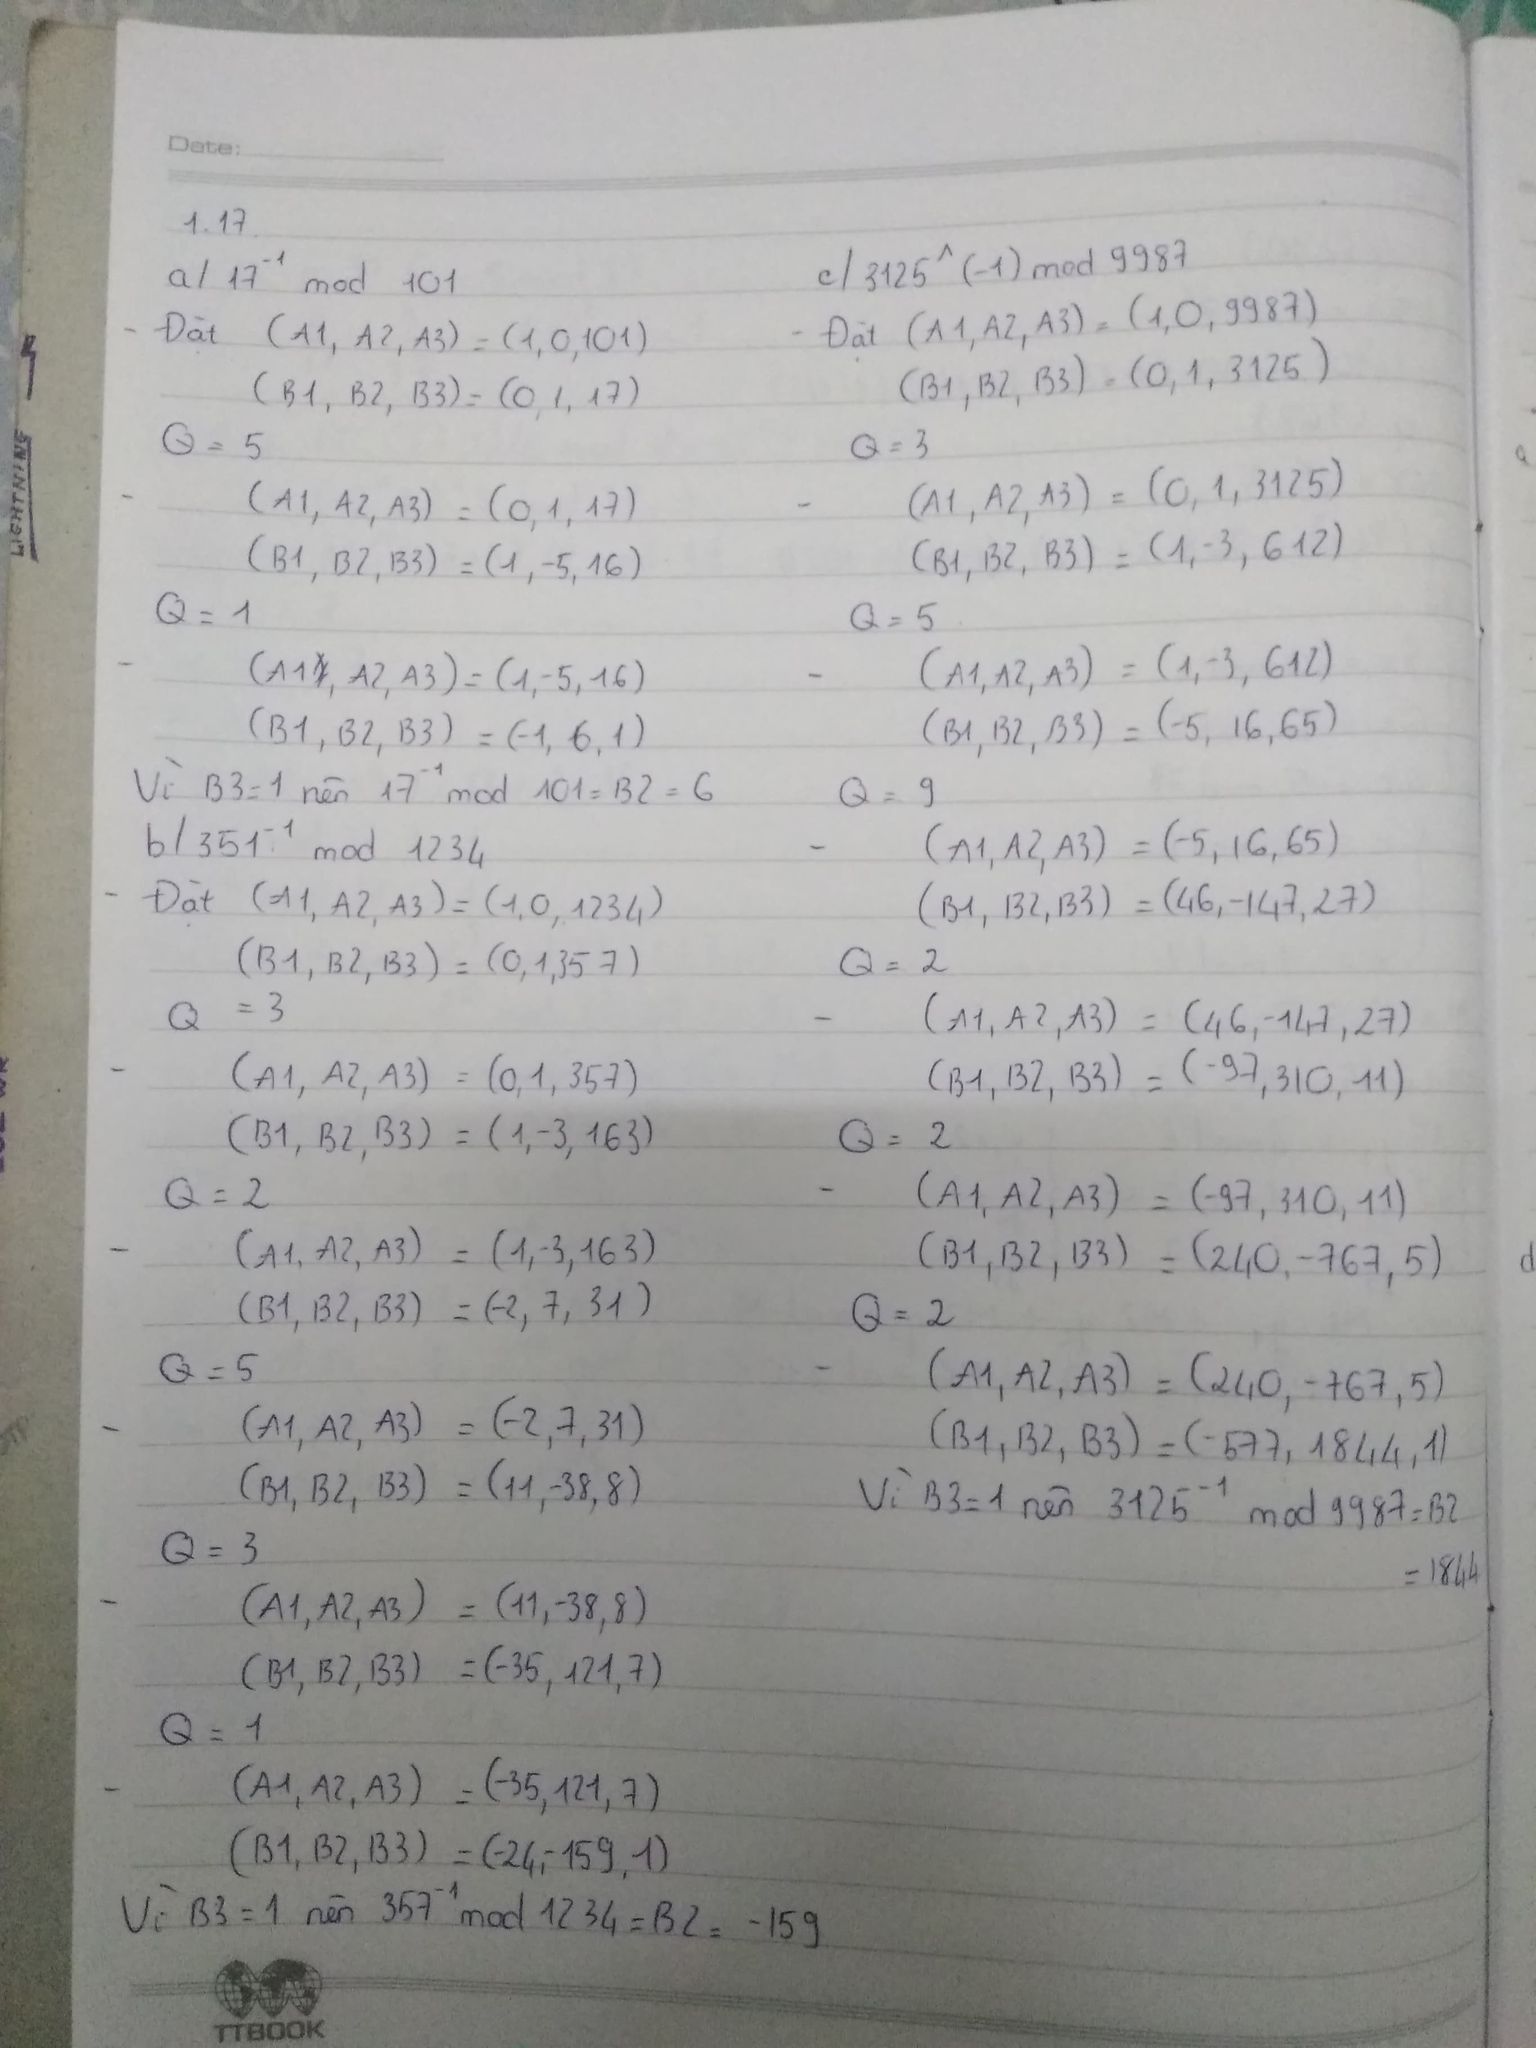 Date:
1.17
a/ 17⁻¹ mod 101
- Đặt (A1, A2, A3) = (1,0,101)
(B1, B2, B3) = (0,1,17)
Q = 5
- (A1, A2, A3) = (0,1,17)
(B1, B2, B3) = (1,-5,16)
Q = 1
- (A1, A2, A3) = (1,-5,16)
(B1, B2, B3) = (-1,6,1)
Vì B3=1 nên 17⁻¹ mod 101 = B2 = 6
b/ 351⁻¹ mod 1234
- Đặt (A1, A2, A3) = (1,0,1234)
(B1, B2, B3) = (0,1,357)
Q = 3
- (A1, A2, A3) = (0,1,357)
(B1, B2, B3) = (1,-3,163)
Q = 2
- (A1, A2, A3) = (1,-3,163)
(B1, B2, B3) = (-2,7,31)
Q = 5
- (A1, A2, A3) = (-2,7,31)
(B1, B2, B3) = (11,-38,8)
Q = 3
- (A1, A2, A3) = (11,-38,8)
(B1, B2, B3) = (-35,121,7)
Q = 1
- (A1, A2, A3) = (-35,121,7)
(B1, B2, B3) = (-24,-159,1)
Vì B3=1 nên 357⁻¹ mod 1234 = B2 = -159
c/ 3125^(-1) mod 9987
- Đặt (A1, A2, A3) = (1,0,9987)
(B1, B2, B3) = (0,1,3125)
Q = 3
- (A1, A2, A3) = (0,1,3125)
(B1, B2, B3) = (1,-3,612)
Q = 5
- (A1, A2, A3) = (1,-3,612)
(B1, B2, B3) = (-5,16,65)
Q = 9
- (A1, A2, A3) = (-5,16,65)
(B1, B2, B3) = (46,-147,27)
Q = 2
- (A1, A2, A3) = (46,-147,27)
(B1, B2, B3) = (-97,310,11)
Q = 2
- (A1, A2, A3) = (-97,310,11)
(B1, B2, B3) = (240,-767,5)
Q = 2
- (A1, A2, A3) = (240,-767,5)
(B1, B2, B3) = (-577,1844,1)
Vì B3=1 nên 3125⁻¹ mod 9987 = B2
= 1844
TTBOOK
LIGHTNING
d